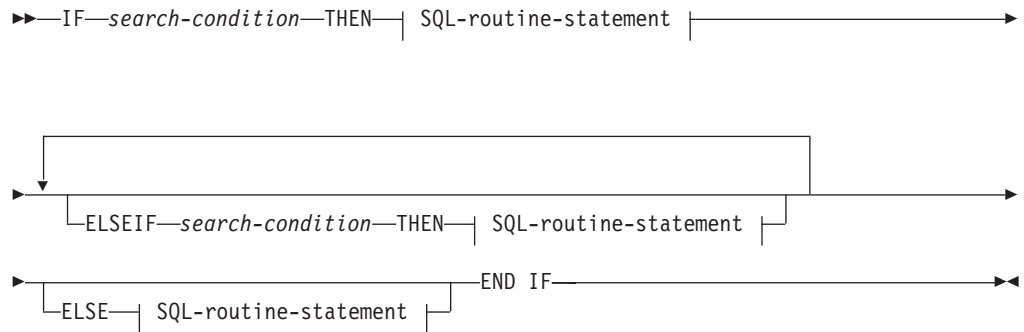 IF search-condition THEN SQL-routine-statement
ELSEIF search-condition THEN SQL-routine-statement
END IF
ELSE SQL-routine-statement